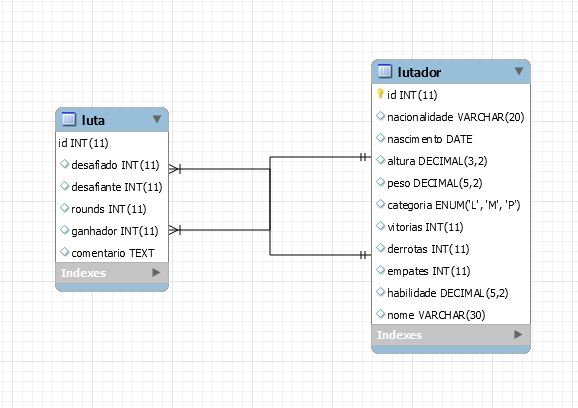 luta
id INT(11)
desafiado INT(11)
desafiante INT(11)
rounds INT(11)
ganhador INT(11)
comentario TEXT
Indexes
lutador
id INT(11)
nacionalidade VARCHAR(20)
nascimento DATE
altura DECIMAL(3,2)
peso DECIMAL(5,2)
categoria ENUM('L', 'M', 'P')
vitorias INT(11)
derrotas INT(11)
empates INT(11)
habilidade DECIMAL(5,2)
nome VARCHAR(30)
Indexes